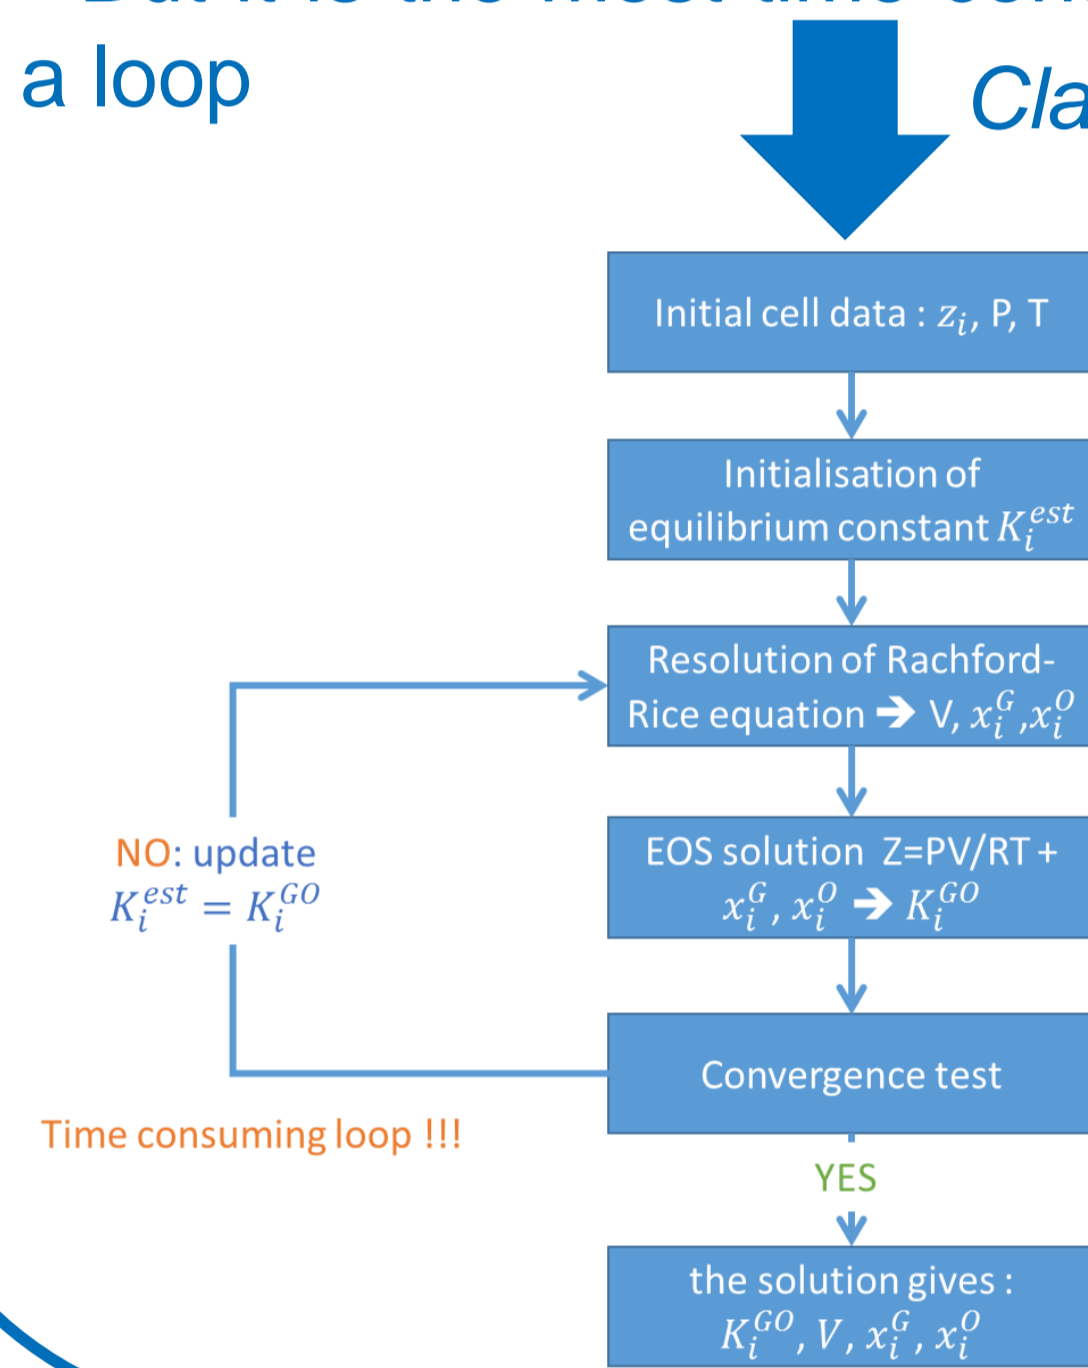 a loop
Cla
Initial cell data : z_i, P, T
Initialisation of
equilibrium constant K_i^{est}
Resolution of Rachford-
Rice equation ➔ V, x_i^G ,x_i^O
EOS solution Z=PV/RT +
x_i^G, x_i^O ➔ K_i^{GO}
NO: update
K_i^{est} = K_i^{GO}
Convergence test
Time consuming loop !!!
YES
the solution gives :
K_i^{GO}, V, x_i^G, x_i^O